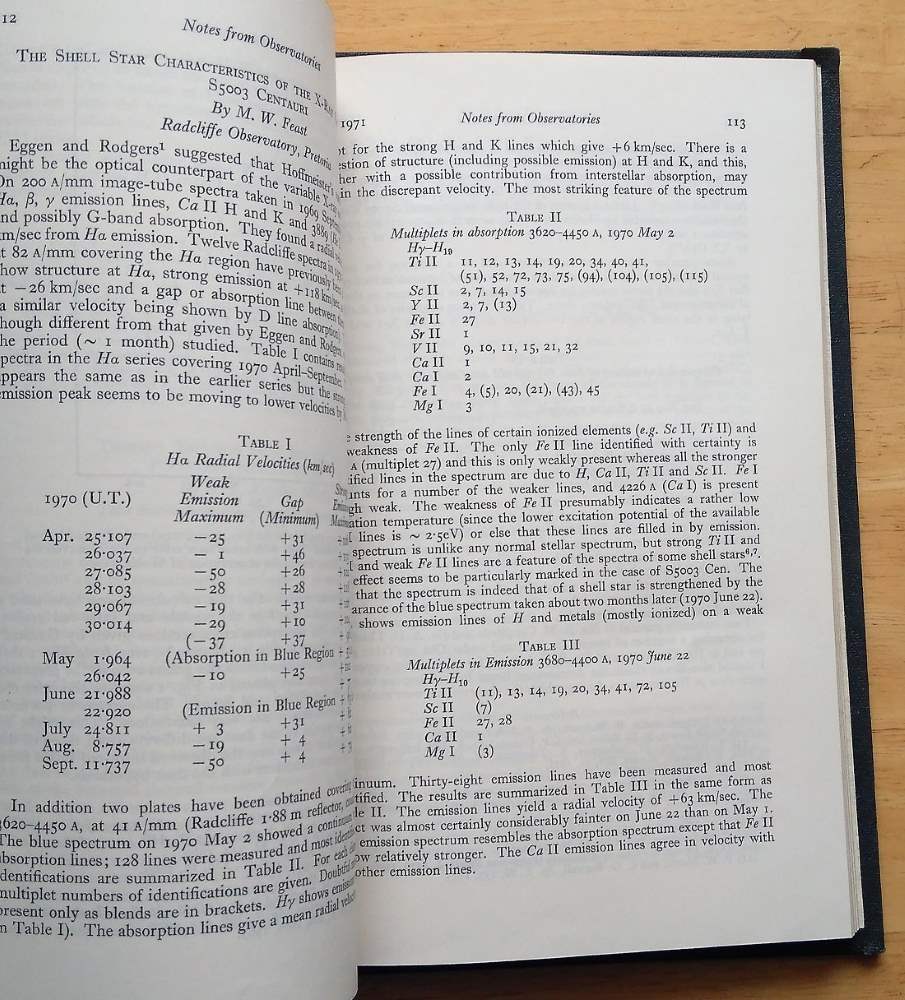 12
Notes from Observatories
THE SHELL STAR CHARACTERISTICS OF THE X-RAY
S5003 CENTAURI
By M. W. Feast
Radcliffe Observatory, Pretoria
Eggen and Rodgers¹ suggested that Hoffmeister's
might be the optical counterpart of the variable X-ray
On 200 A/mm image-tube spectra taken in 1969
Hα, β, γ emission lines, Ca II H and K and 3889
and possibly G-band absorption. They found a radial
km/sec from Hα emission. Twelve Radcliffe spectra
at 82 A/mm covering the Hα region have previously
show structure at Hα, strong emission at +118 km/sec,
at −26 km/sec and a gap or absorption line between
a similar velocity being shown by D line absorption
though different from that given by Eggen and Rodgers
the period (∼ 1 month) studied. Table I contains
spectra in the Hα series covering 1970 April–September
appears the same as in the earlier series but the
emission peak seems to be moving to lower velocities by
TABLE I
Hα Radial Velocities (km/sec)
Weak
1970 (U.T.) Emission Gap
Maximum (Minimum)
Apr. 25·107 −25 +31
26·037 − 1 +46
27·085 −50 +26
28·103 −28 +28
29·067 −19 +31
30·014 −29 +10
(−37 +37
May 1·964 (Absorption in Blue Region
26·042 −10 +25
June 21·988
22·920 (Emission in Blue Region
July 24·811 + 3 +31
Aug. 8·757 −19 + 4
Sept. 11·737 −50 + 4
In addition two plates have been obtained covering
3620–4450 A, at 41 A/mm (Radcliffe 1·88 m reflector,
The blue spectrum on 1970 May 2 showed a continuum
absorption lines; 128 lines were measured and most
identifications are summarized in Table II. For each
multiplet numbers of identifications are given. Doubtful
present only as blends are in brackets. Hγ shows emission
in Table I). The absorption lines give a mean radial velocity
1971 Notes from Observatories 113
for the strong H and K lines which give +6 km/sec. There is a
of structure (including possible emission) at H and K, and this,
with a possible contribution from interstellar absorption, may
in the discrepant velocity. The most striking feature of the spectrum
TABLE II
Multiplets in absorption 3620–4450 A, 1970 May 2
Hγ–H₁₉
Ti II 11, 12, 13, 14, 19, 20, 34, 40, 41,
(51), 52, 72, 73, 75, (94), (104), (105), (115)
Sc II 2, 7, 14, 15
Y II 2, 7, (13)
Fe II 27
Sr II 1
V II 9, 10, 11, 15, 21, 32
Ca II 1
Ca I 2
Fe I 4, (5), 20, (21), (43), 45
Mg I 3
strength of the lines of certain ionized elements (e.g. Sc II, Ti II) and
weakness of Fe II. The only Fe II line identified with certainty is
A (multiplet 27) and this is only weakly present whereas all the stronger
lines in the spectrum are due to H, Ca II, Ti II and Sc II. Fe I
for a number of the weaker lines, and 4226 A (Ca I) is present
weak. The weakness of Fe II presumably indicates a rather low
temperature (since the lower excitation potential of the available
lines is ∼ 2·5eV) or else that these lines are filled in by emission.
spectrum is unlike any normal stellar spectrum, but strong Ti II and
and weak Fe II lines are a feature of the spectra of some shell stars⁶,⁷.
effect seems to be particularly marked in the case of S5003 Cen. The
that the spectrum is indeed that of a shell star is strengthened by the
of the blue spectrum taken about two months later (1970 June 22).
shows emission lines of H and metals (mostly ionized) on a weak
TABLE III
Multiplets in Emission 3680–4400 A, 1970 June 22
Hγ–H₁₀
Ti II (11), 13, 14, 19, 20, 34, 41, 72, 105
Sc II (7)
Fe II 27, 28
Ca II 1
Mg I (3)
Thirty-eight emission lines have been measured and most
The results are summarized in Table III in the same form as
II. The emission lines yield a radial velocity of +63 km/sec. The
was almost certainly considerably fainter on June 22 than on May 1.
emission spectrum resembles the absorption spectrum except that Fe II
relatively stronger. The Ca II emission lines agree in velocity with
other emission lines.